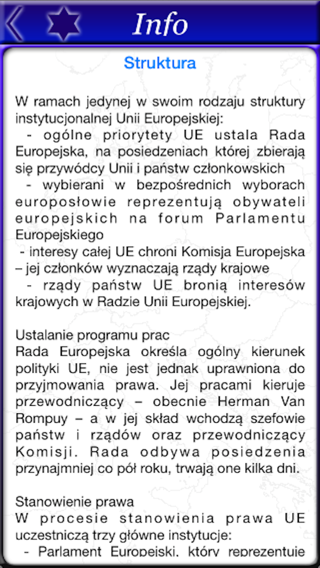 Info
Struktura
W ramach jedynej w swoim rodzaju struktury
instytucjonalnej Unii Europejskiej:
- ogólne priorytety UE ustala Rada
Europejska, na posiedzeniach której zbierają
się przywódcy Unii i państw członkowskich
- wybierani w bezpośrednich wyborach
europosłowie reprezentują obywateli
europejskich na forum Parlamentu
Europejskiego
- interesy całej UE chroni Komisja Europejska
– jej członków wyznaczają rządy krajowe
- rządy państw UE bronią interesów
krajowych w Radzie Unii Europejskiej.
Ustalanie programu prac
Rada Europejska określa ogólny kierunek
polityki UE, nie jest jednak uprawniona do
przyjmowania prawa. Jej pracami kieruje
przewodniczący – obecnie Herman Van
Rompuy – a w jej skład wchodzą szefowie
państw i rządów oraz przewodniczący
Komisji. Rada odbywa posiedzenia
przynajmniej co pół roku, trwają one kilka dni.
Stanowienie prawa
W procesie stanowienia prawa UE
uczestniczą trzy główne instytucje:
- Parlament Europejski, który reprezentuje